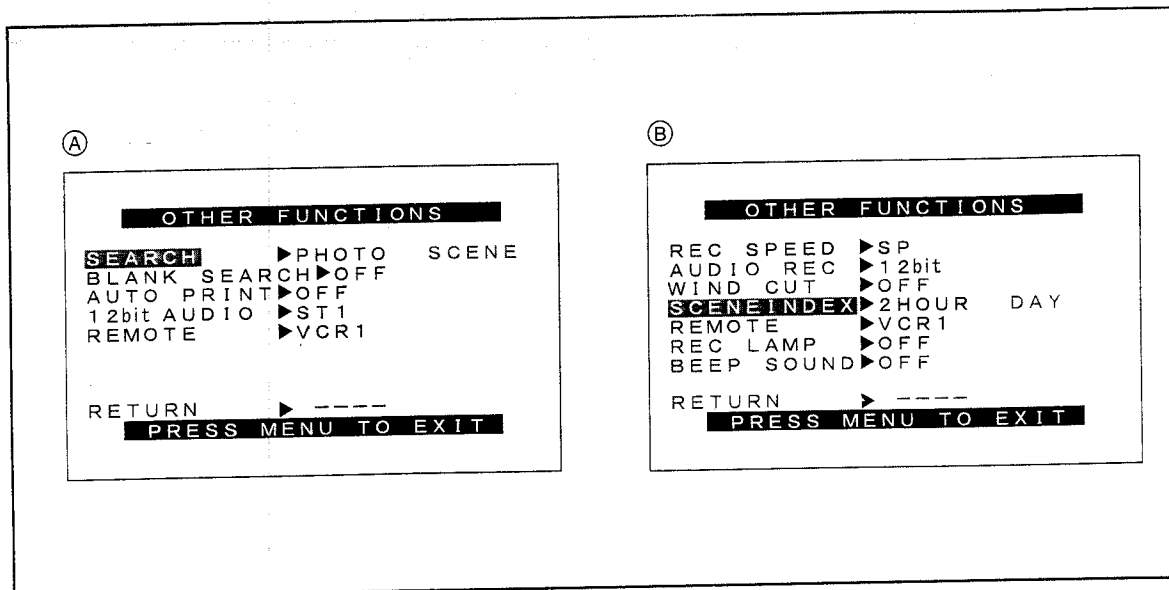 Ⓐ
OTHER FUNCTIONS
SEARCH ▶PHOTO SCENE
BLANK SEARCH▶OFF
AUTO PRINT▶OFF
12bit AUDIO ▶ST1
REMOTE ▶VCR1
RETURN ▶ ----
PRESS MENU TO EXIT
Ⓑ
OTHER FUNCTIONS
REC SPEED ▶SP
AUDIO REC ▶12bit
WIND CUT ▶OFF
SCENEINDEX▶2HOUR DAY
REMOTE ▶VCR1
REC LAMP ▶OFF
BEEP SOUND▶OFF
RETURN ➤ ----
PRESS MENU TO EXIT